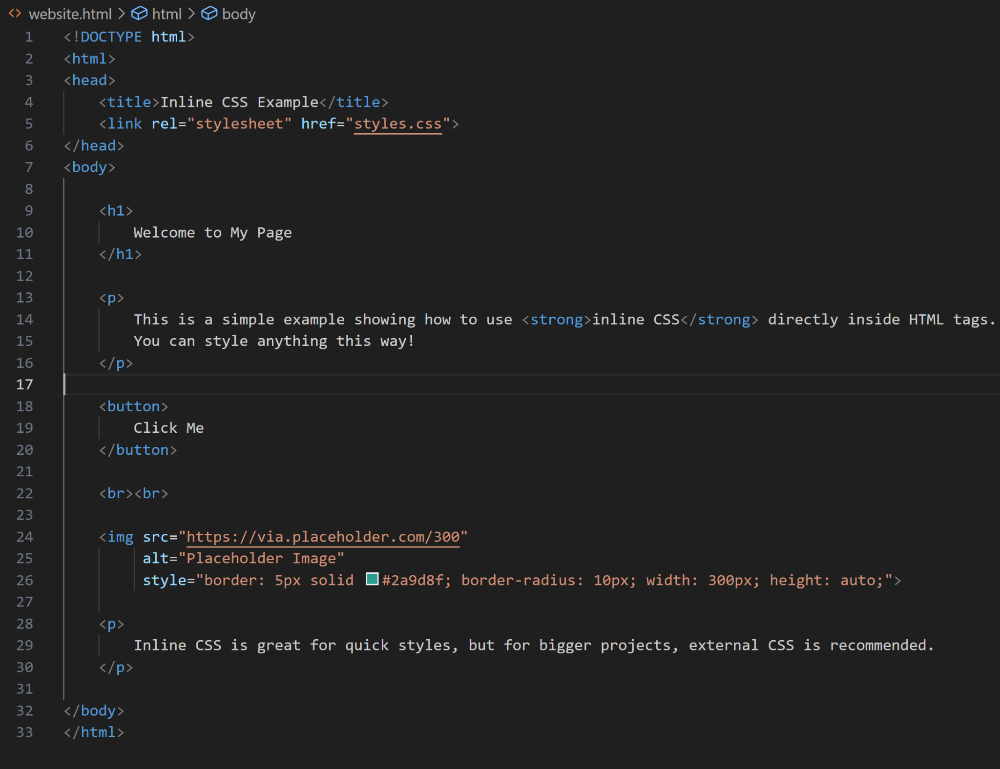 website.html > html > body
1 <!DOCTYPE html>
2 <html>
3 <head>
4     <title>Inline CSS Example</title>
5     <link rel="stylesheet" href="styles.css">
6 </head>
7 <body>
8
9     <h1>
10         Welcome to My Page
11     </h1>
12
13     <p>
14         This is a simple example showing how to use <strong>inline CSS</strong> directly inside HTML tags.
15         You can style anything this way!
16     </p>
17
18     <button>
19         Click Me
20     </button>
21
22     <br><br>
23
24     <img src="https://via.placeholder.com/300"
25          alt="Placeholder Image"
26          style="border: 5px solid #2a9d8f; border-radius: 10px; width: 300px; height: auto;">
27
28     <p>
29         Inline CSS is great for quick styles, but for bigger projects, external CSS is recommended.
30     </p>
31
32 </body>
33 </html>